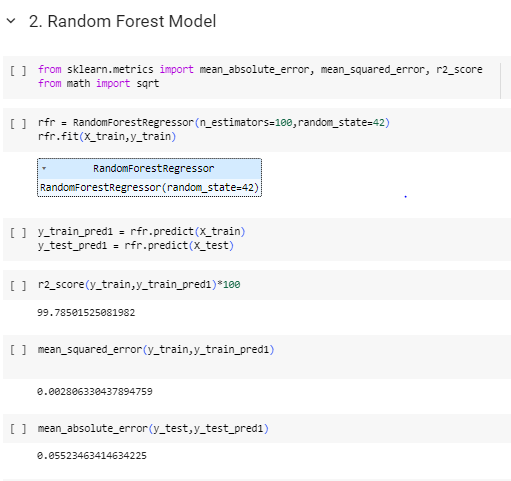 2. Random Forest Model
[ ] from sklearn.metrics import mean_absolute_error, mean_squared_error, r2_score
from math import sqrt
[ ] rfr = RandomForestRegressor(n_estimators=100,random_state=42)
rfr.fit(X_train,y_train)
RandomForestRegressor
RandomForestRegressor(random_state=42)
[ ] y_train_pred1 = rfr.predict(X_train)
y_test_pred1 = rfr.predict(X_test)
[ ] r2_score(y_train,y_train_pred1)*100
99.78501525081982
[ ] mean_squared_error(y_train,y_train_pred1)
0.002806330437894759
[ ] mean_absolute_error(y_test,y_test_pred1)
0.05523463414634225